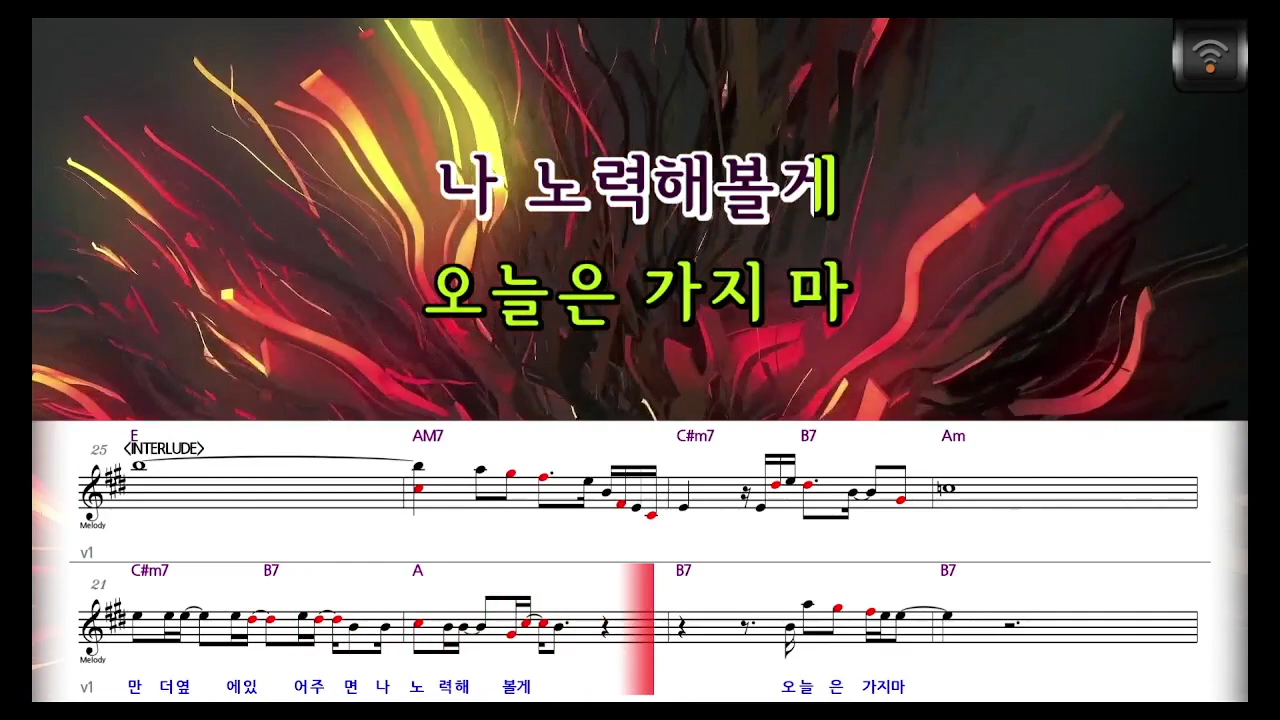 나 노력해볼게
오늘은 가지 마
E AM7 C#m7 B7 Am
25 <INTERLUDE>
Melody
v1
C#m7 B7 A B7 B7
21
Melody
v1 만 더옆 에있 어주 면 나 노 력해 볼게 오늘 은 가지마